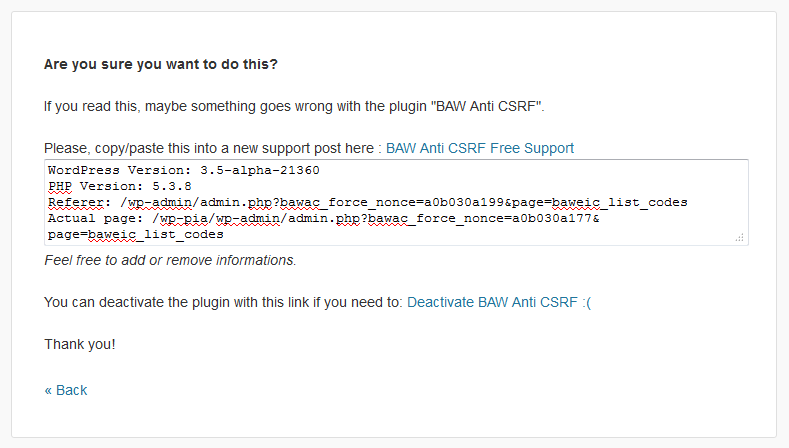 Are you sure you want to do this?
If you read this, maybe something goes wrong with the plugin "BAW Anti CSRF".
Please, copy/paste this into a new support post here : BAW Anti CSRF Free Support
WordPress Version: 3.5-alpha-21360
PHP Version: 5.3.8
Referer: /wp-admin/admin.php?bawac_force_nonce=a0b030a199&page=baweic_list_codes
Actual page: /wp-pia/wp-admin/admin.php?bawac_force_nonce=a0b030a177&
page=baweic_list_codes
Feel free to add or remove informations.
You can deactivate the plugin with this link if you need to: Deactivate BAW Anti CSRF :(
Thank you!
« Back